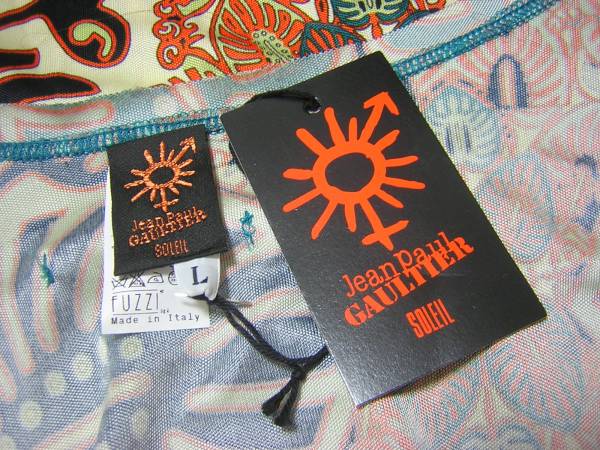 Jean Paul
GAULTIER
SOLEIL
L
FUZZI
Made in Italy
Jean Paul
GAULTIER
SOLEIL